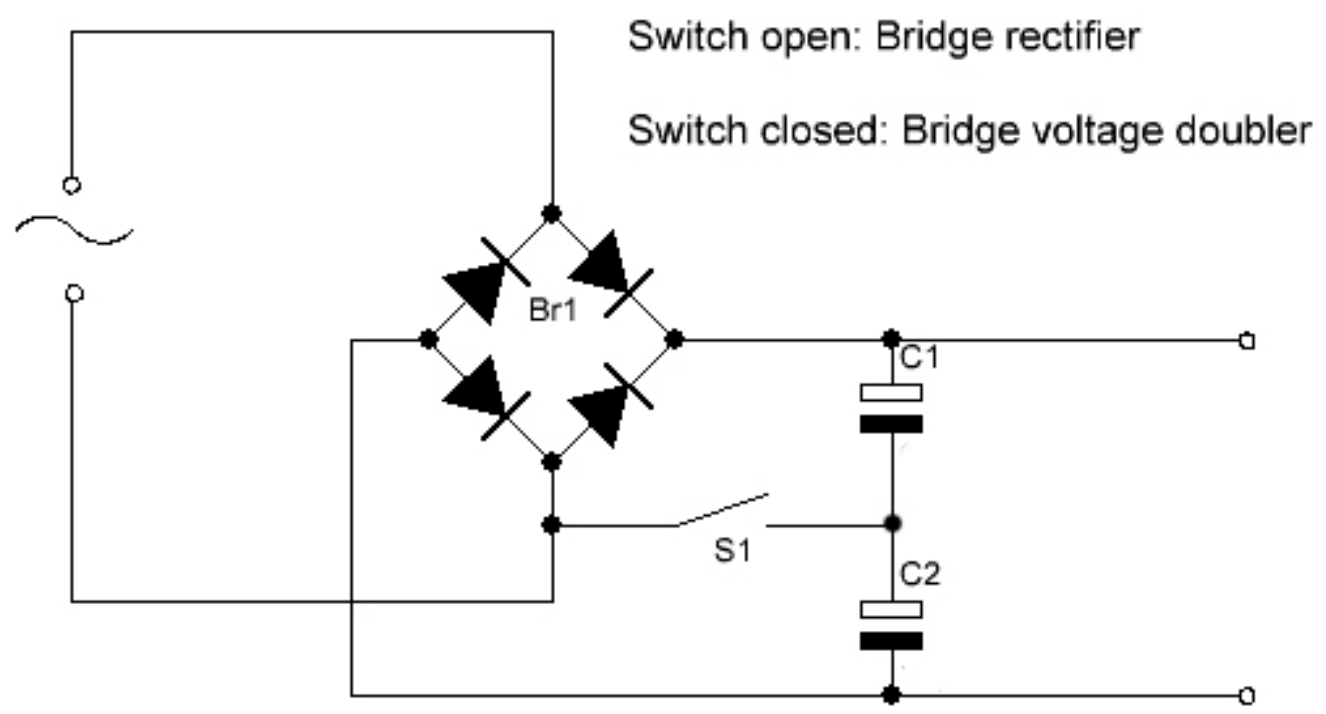 Switch open: Bridge rectifier
Switch closed: Bridge voltage doubler
Br1
C1
S1
C2